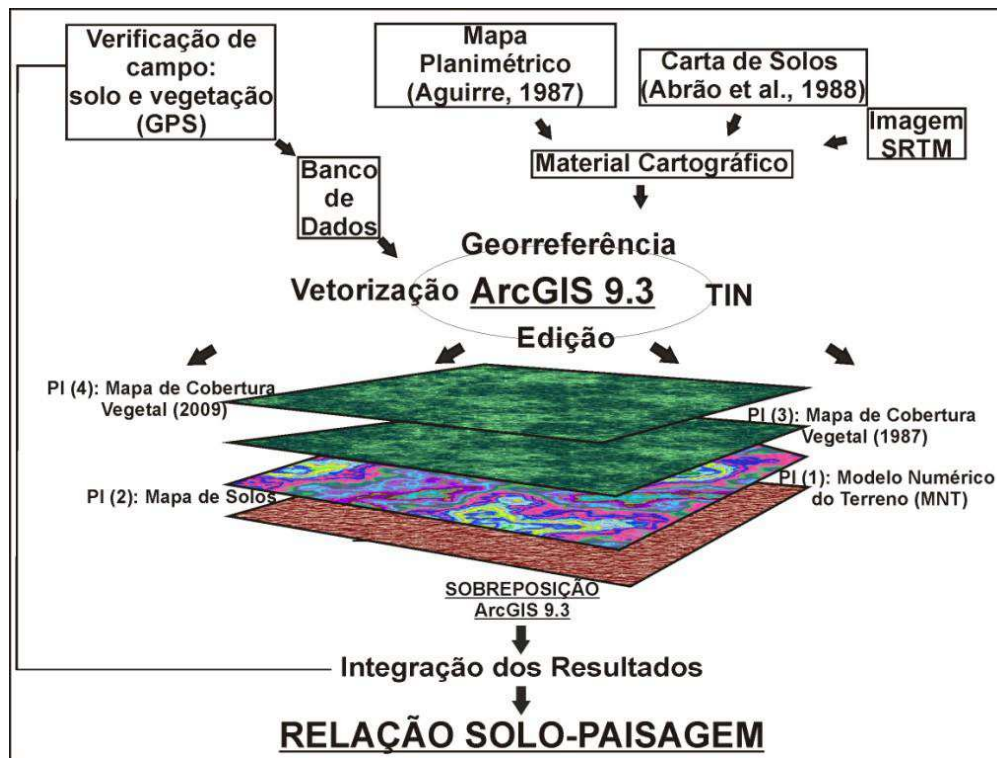 Verificação de
campo:
solo e vegetação
(GPS)
Mapa
Planimétrico
(Aguirre, 1987)
Carta de Solos
(Abrão et al., 1988)
Imagem
SRTM
Banco
de
Dados
Material Cartográfico
Georreferência
Vetorização
ArcGIS 9.3
TIN
Edição
PI (4): Mapa de Cobertura
Vegetal (2009)
PI (3): Mapa de Cobertura
Vegetal (1987)
PI (2): Mapa de Solos
PI (1): Modelo Numérico
do Terreno (MNT)
SOBREPOSIÇÃO
ArcGIS 9.3
Integração dos Resultados
RELAÇÃO SOLO-PAISAGEM